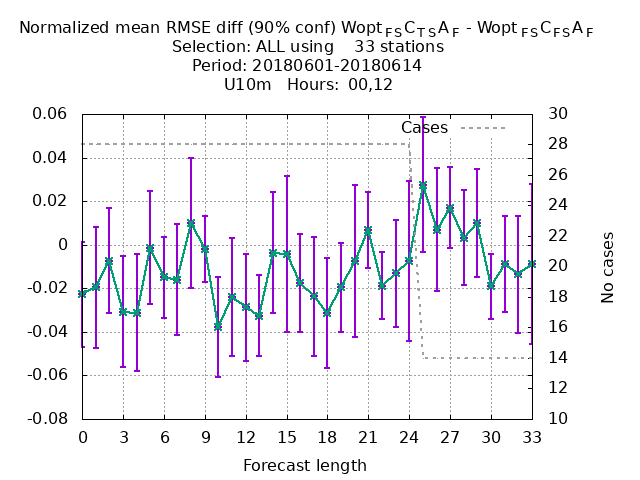 Normalized mean RMSE diff (90% conf) Wopt FS C T S A F - Wopt FS C FS A F
Selection: ALL using 33 stations
Period: 20180601-20180614
U10m Hours: 00,12
Cases
0.06
0.04
0.02
0
-0.02
-0.04
-0.06
-0.08
30
28
26
24
22
20
18
16
14
12
10
No cases
0 3 6 9 12 15 18 21 24 27 30 33
Forecast length